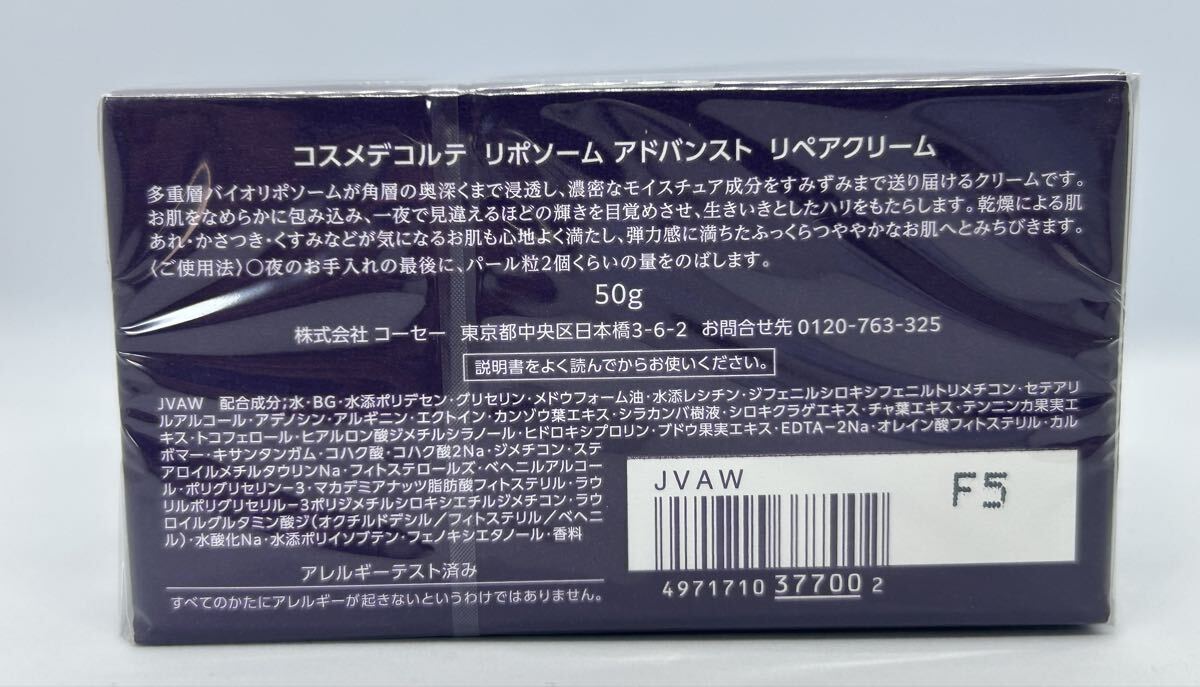 コスメデコルテ リポソーム アドバンスト リペアクリーム
多重層バイオリポソームが角層の奥深くまで浸透し、濃密なモイスチュア成分をすみずみまで送り届けるクリームです。
お肌をなめらかに包み込み、一夜で見違えるほどの輝きを目覚めさせ、生きいきとしたハリをもたらします。乾燥による肌
あれ・かさつき・くすみなどが気になるお肌も心地よく満たし、弾力感に満ちたふっくらつややかなお肌へとみちびきます。
〈ご使用法〉○夜のお手入れの最後に、パール粒2個くらいの量をのばします。
50g
株式会社 コーセー 東京都中央区日本橋3-6-2 お問合せ先 0120-763-325
説明書をよく読んでからお使いください。
JVAW 配合成分;水・BG・水添ポリデセン・グリセリン・メドウフォーム油・水添レシチン・ジフェニルシロキシフェニルトリメチコン・セテアリ
ルアルコール・アデノシン・アルギニン・エクトイン・カンゾウ葉エキス・シラカンバ樹液・シロキクラゲエキス・チャ葉エキス・テンニンカ果実エ
キス・トコフェロール・ヒアルロン酸ジメチルシラノール・ヒドロキシプロリン・ブドウ果実エキス・EDTA-2Na・オレイン酸フィトステリル・カル
ボマー・キサンタンガム・コハク酸・コハク酸2Na・ジメチコン・ステ
アロイルメチルタウリンNa・フィトステロールズ・ベヘニルアルコー
ル・ポリグリセリン-3・マカデミアナッツ脂肪酸フィトステリル・ラウ
リルポリグリセリル-3ポリジメチルシロキシエチルジメチコン・ラウ
ロイルグルタミン酸ジ(オクチルドデシル/フィトステリル/ベヘニ
ル)・水酸化Na・水添ポリイソブテン・フェノキシエタノール・香料
アレルギーテスト済み
すべてのかたにアレルギーが起きないというわけではありません。
JVAW
F5
4971710 37700 2